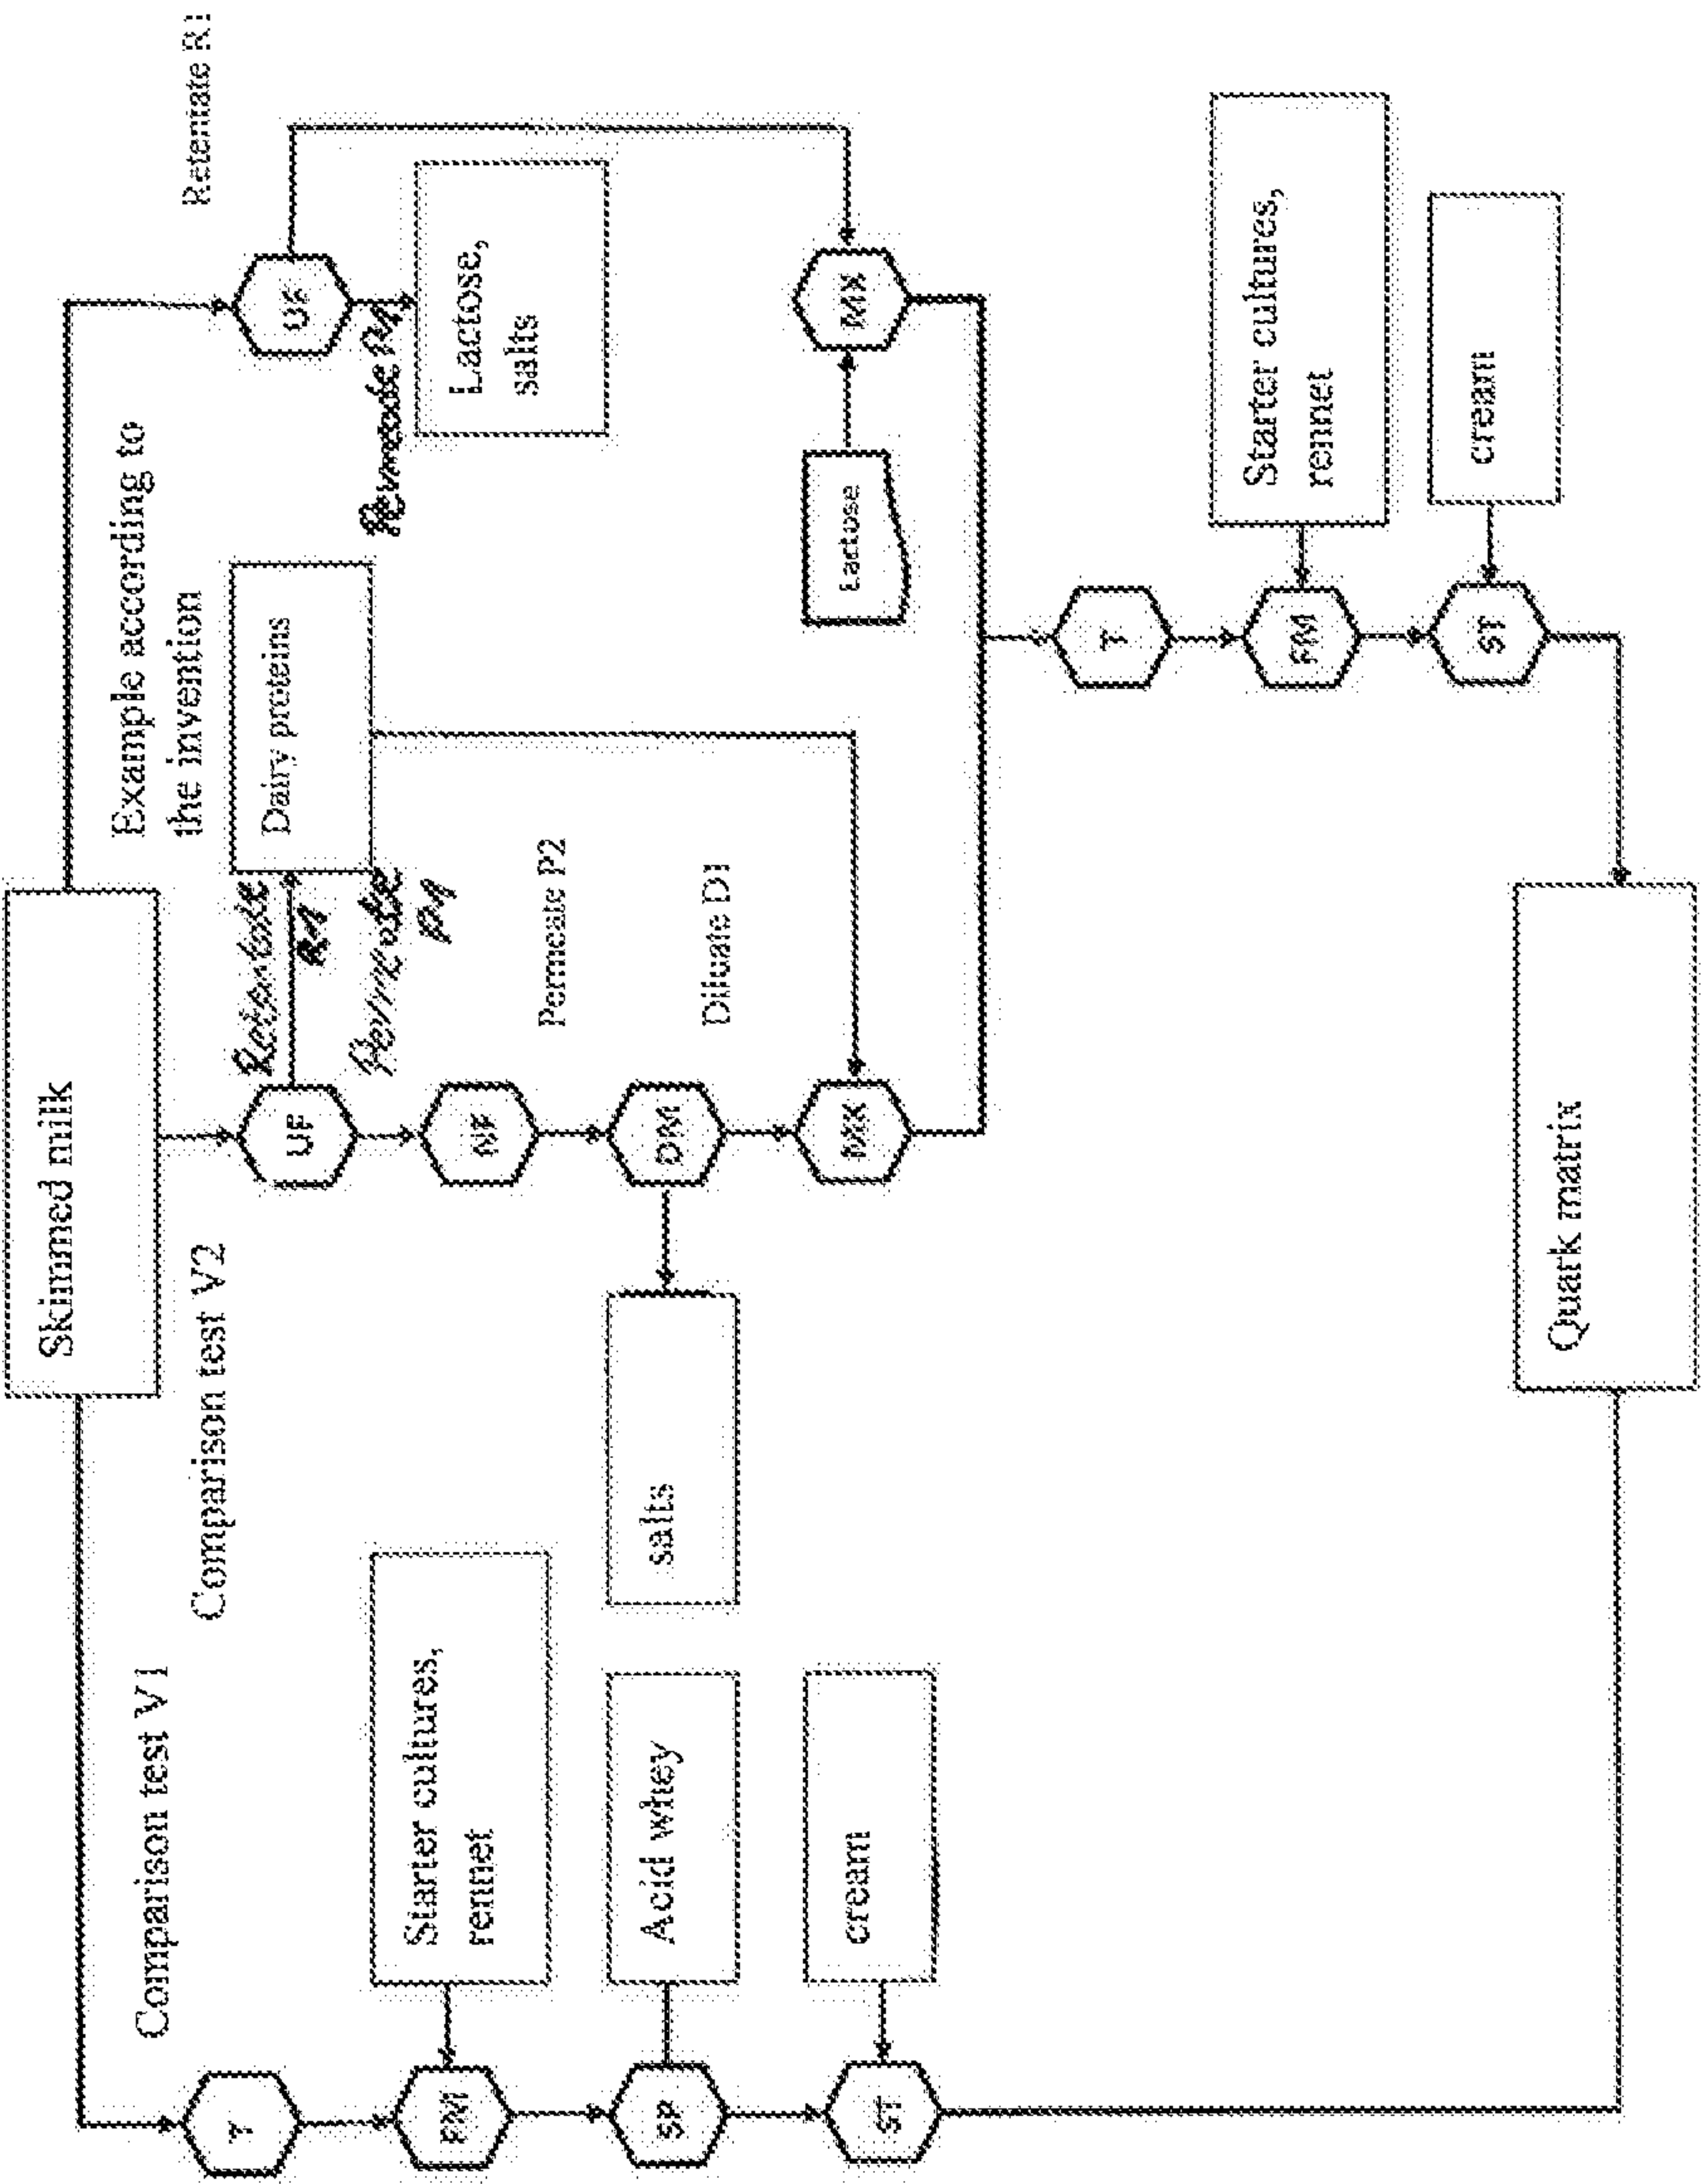 Skimmed milk
Comparison test V1
Comparison test V2
Example according to
the invention
Retentate R1
T
UF
Retentate
R1
Dairy proteins
UF
Permeate P1
Permeate
P1
Lactose,
salts
Starter cultures,
rennet
NF
Permeate P2
SP
Acid whey
salts
DM
Diluate D1
ST
cream
MX
Lactose
MX
T
FM
Starter cultures,
rennet
ST
cream
Quark matrix